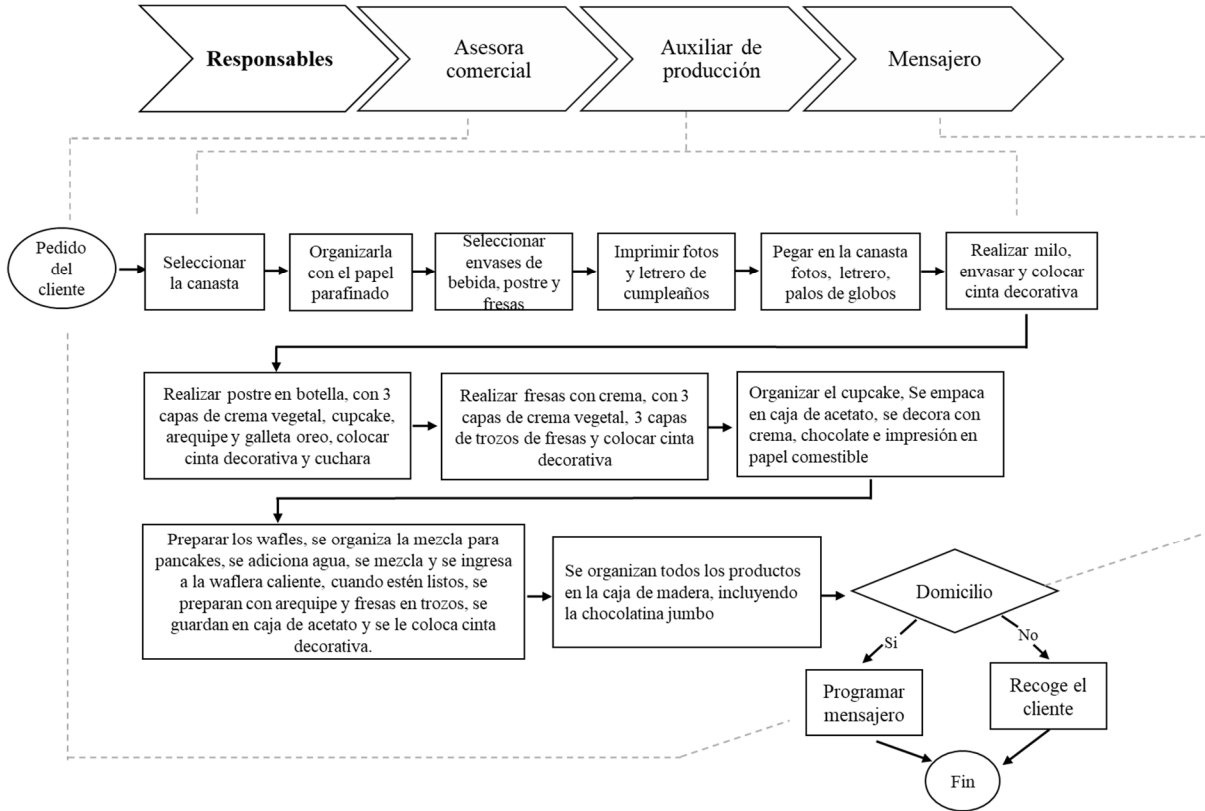 Responsables
Asesora
comercial
Auxiliar de
producción
Mensajero
Pedido
del
cliente
Seleccionar
la canasta
Organizarla
con el papel
parafinado
Seleccionar
envases de
bebida, postre y
fresas
Imprimir fotos
y letrero de
cumpleaños
Pegar en la canasta
fotos, letrero,
palos de globos
Realizar milo,
envasar y colocar
cinta decorativa
Realizar postre en botella, con 3
capas de crema vegetal, cupcake,
arequipe y galleta oreo, colocar
cinta decorativa y cuchara
Realizar fresas con crema, con 3
capas de crema vegetal, 3 capas
de trozos de fresas y colocar cinta
decorativa
Organizar el cupcake, Se empaca
en caja de acetato, se decora con
crema, chocolate e impresión en
papel comestible
Preparar los wafles, se organiza la mezcla para
pancakes, se adiciona agua, se mezcla y se ingresa
a la waflera caliente, cuando estén listos, se
preparan con arequipe y fresas en trozos, se
guardan en caja de acetato y se le coloca cinta
decorativa.
Se organizan todos los productos
en la caja de madera, incluyendo
la chocolatina jumbo
Domicilio
Si
No
Programar
mensajero
Recoge el
cliente
Fin